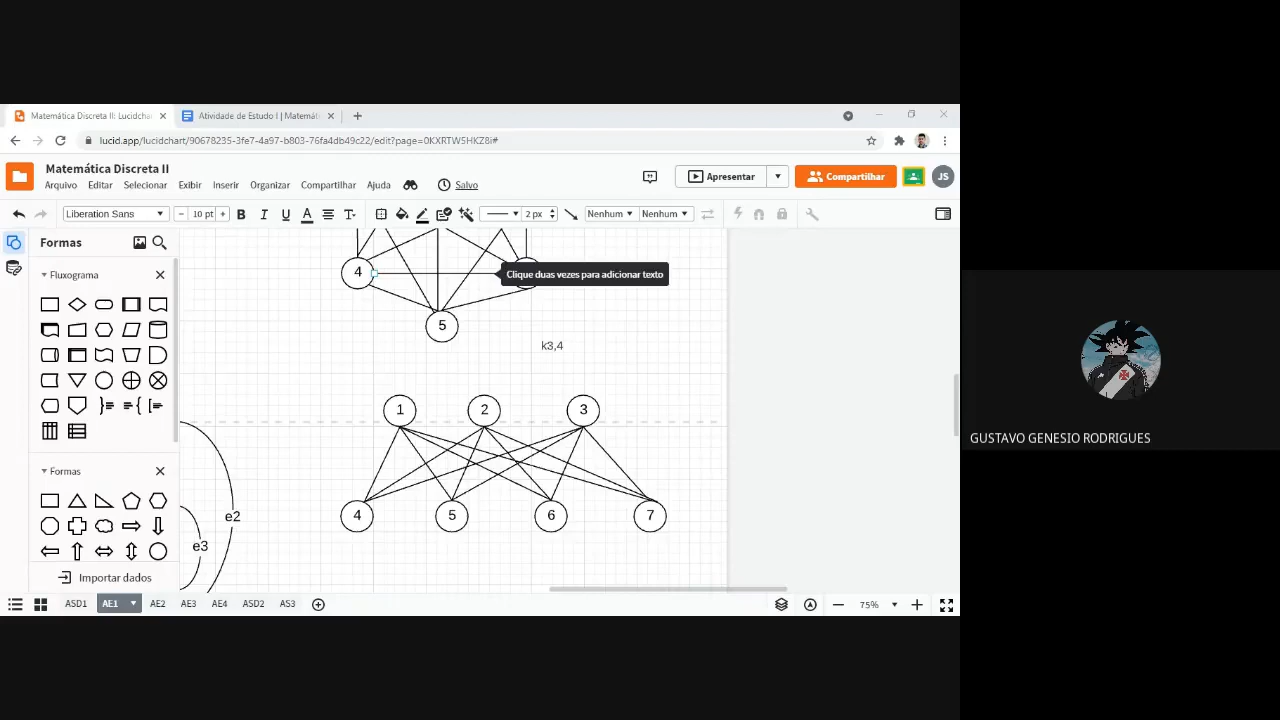 Matemática Discreta II: Lucidchart
Atividade de Estudo I | Matemát
lucid.app/lucidchart/90678235-3fe7-4a97-b803-76fa4db49c22/edit?page=0KXRTWSHKZ8i#
Matemática Discreta II
Arquivo Editar Selecionar Exibir Inserir Organizar Compartilhar Ajuda Salvo
Apresentar
Compartilhar
JS
Liberation Sans
10 pt
B I U A T
2 px
Nenhum
Nenhum
Formas
Fluxograma
4
Clique duas vezes para adicionar texto
5
k3,4
1 2 3
4 5 6 7
e2
e3
Formas
Importar dados
ASD1 AE1 AE2 AE3 AE4 ASD2 AS3
75%
GUSTAVO GENESIO RODRIGUES